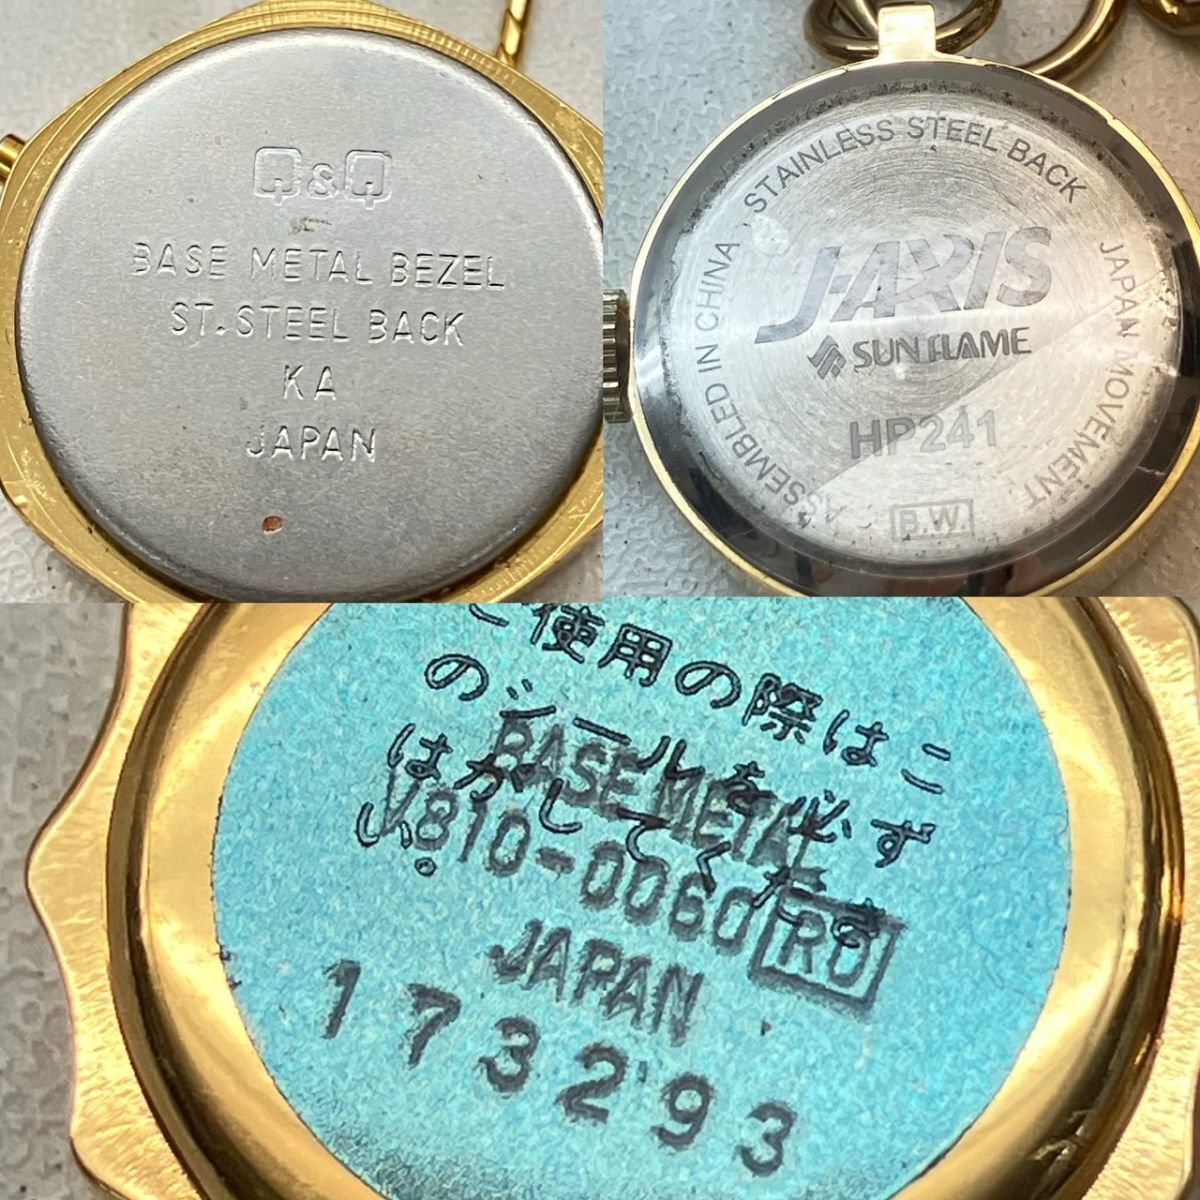 Q&Q
BASE METAL BEZEL
ST. STEEL BACK
KA
JAPAN
STAINLESS STEEL BACK
JAPAN MOVEMENT
ASSEMBLED IN CHINA
J-AXIS
SUNFLAME
HP241
B.W.
ご使用の際はこ
のシールを必ず
はがしてくださ
い。
BASE METAL
V810-0060 RO
JAPAN
173293